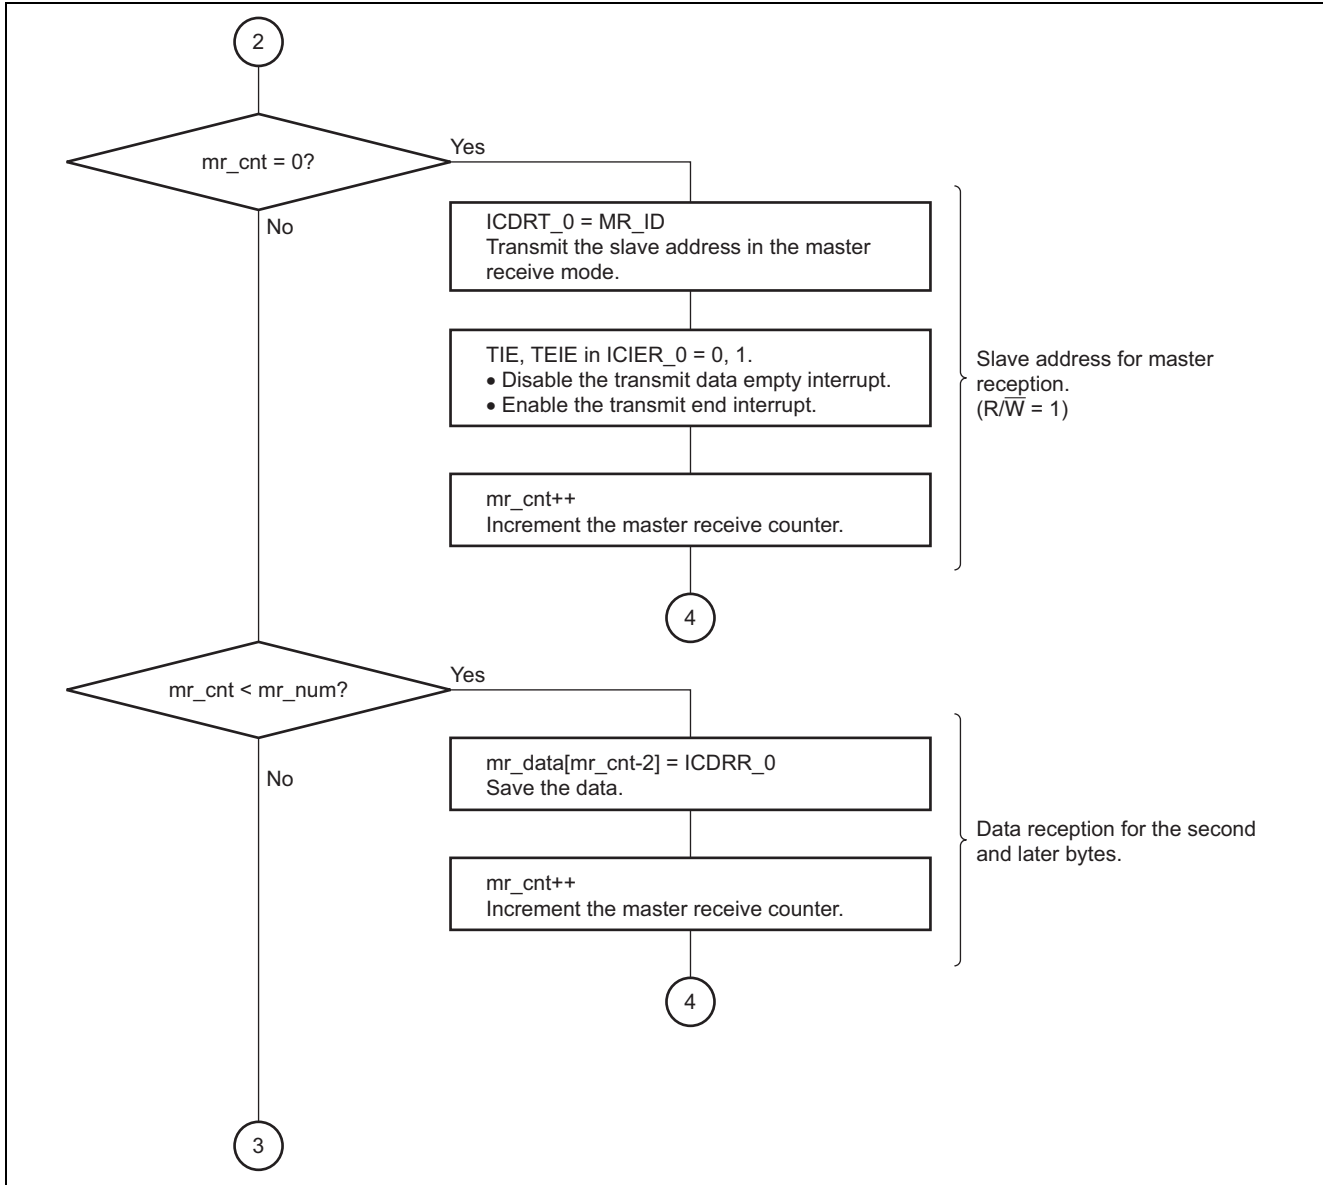 2
mr_cnt = 0?
Yes
No
ICDRT_0 = MR_ID
Transmit the slave address in the master
receive mode.
TIE, TEIE in ICIER_0 = 0, 1.
• Disable the transmit data empty interrupt.
• Enable the transmit end interrupt.
mr_cnt++
Increment the master receive counter.
Slave address for master
reception.
(R/W̅ = 1)
4
mr_cnt < mr_num?
Yes
No
mr_data[mr_cnt-2] = ICDRR_0
Save the data.
mr_cnt++
Increment the master receive counter.
Data reception for the second
and later bytes.
4
3